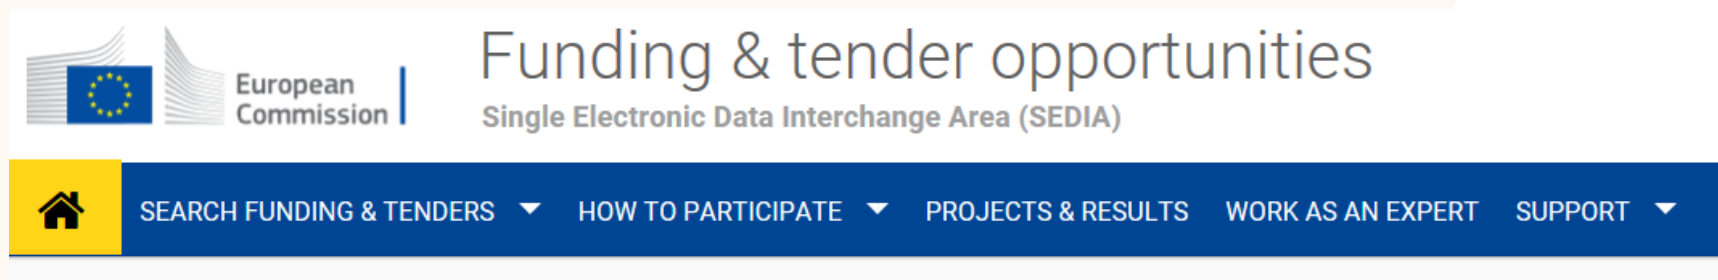 European
Commission
Funding & tender opportunities
Single Electronic Data Interchange Area (SEDIA)
SEARCH FUNDING & TENDERS HOW TO PARTICIPATE PROJECTS & RESULTS WORK AS AN EXPERT SUPPORT